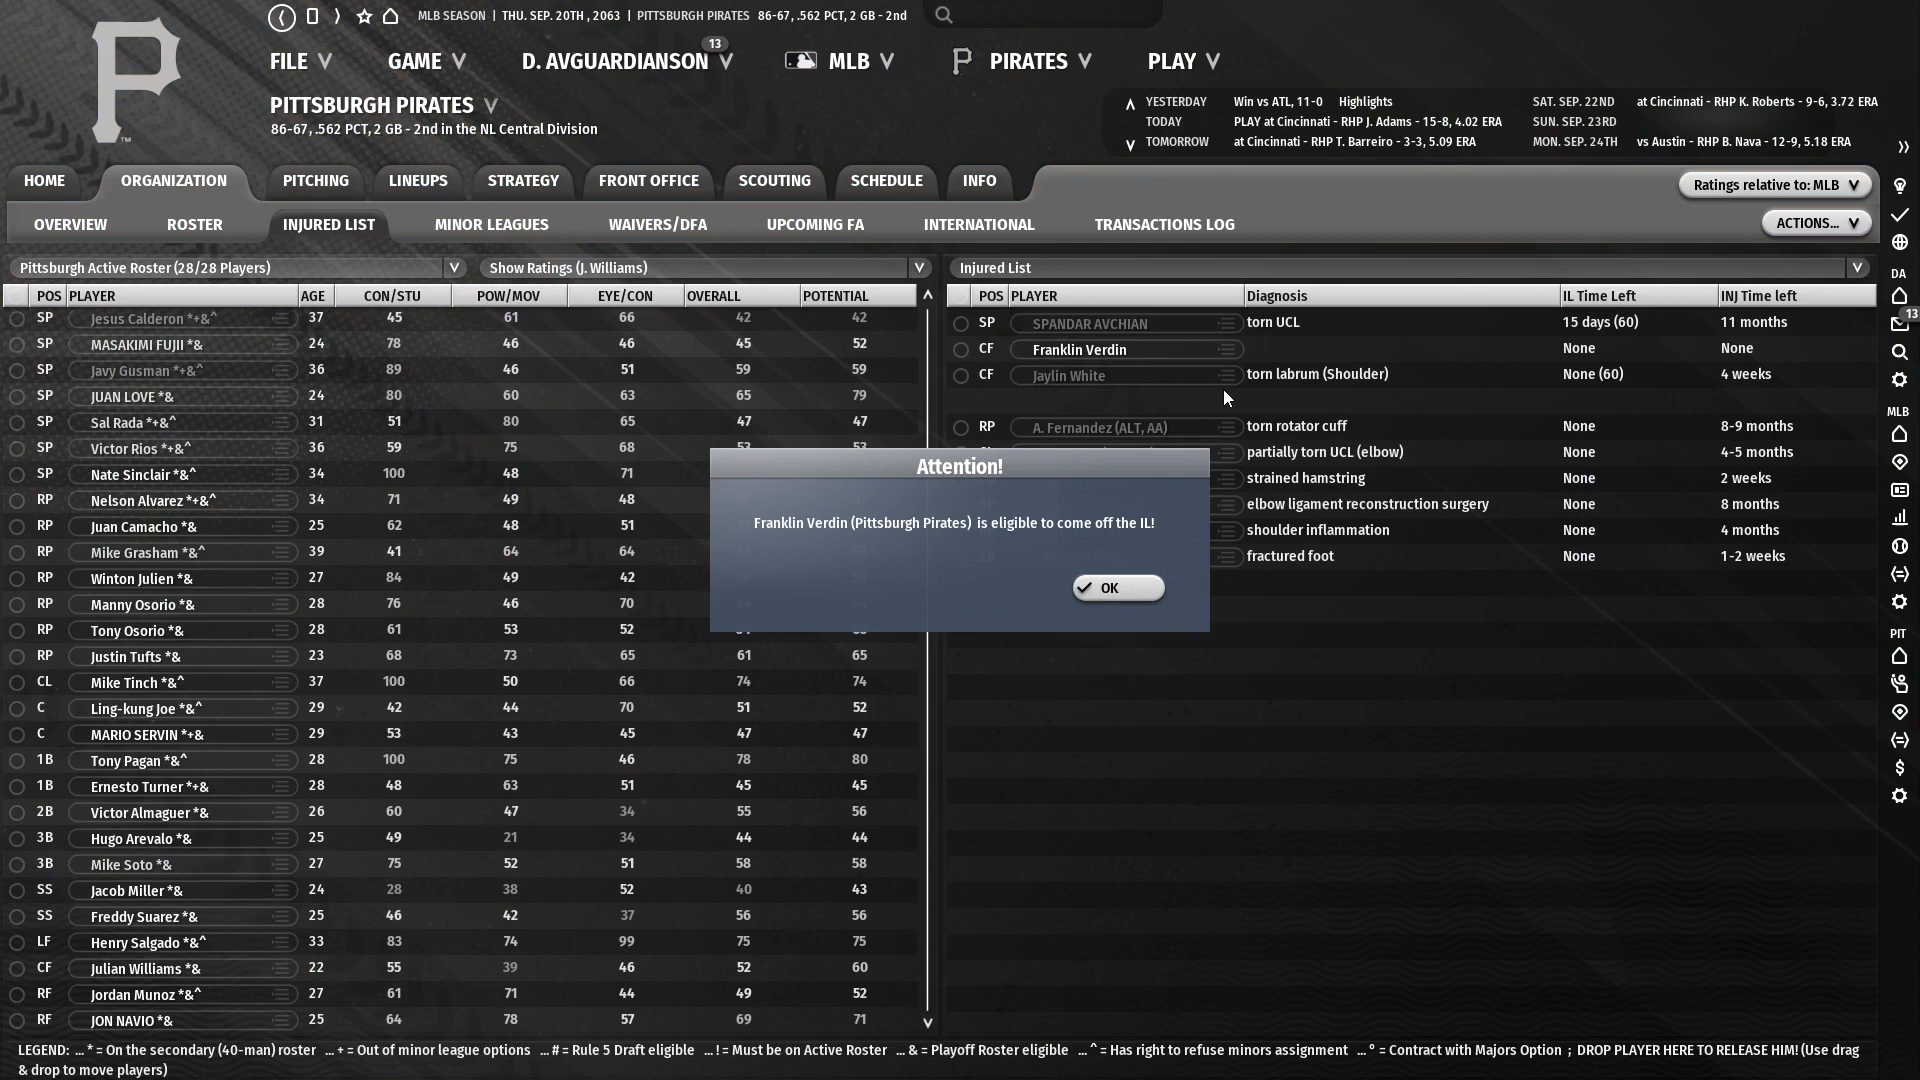 MLB SEASON | THU. SEP. 20TH , 2063 | PITTSBURGH PIRATES 86-67, .562 PCT, 2 GB - 2nd
FILE GAME D. AVGUARDIANSON 13 MLB PIRATES PLAY
PITTSBURGH PIRATES
86-67, .562 PCT, 2 GB - 2nd in the NL Central Division
YESTERDAY Win vs ATL, 11-0 Highlights SAT. SEP. 22ND at Cincinnati - RHP K. Roberts - 9-6, 3.72 ERA
TODAY PLAY at Cincinnati - RHP J. Adams - 15-8, 4.02 ERA SUN. SEP. 23RD
TOMORROW at Cincinnati - RHP T. Barreiro - 3-3, 5.09 ERA MON. SEP. 24TH vs Austin - RHP B. Nava - 12-9, 5.18 ERA
HOME ORGANIZATION PITCHING LINEUPS STRATEGY FRONT OFFICE SCOUTING SCHEDULE INFO Ratings relative to: MLB
OVERVIEW ROSTER INJURED LIST MINOR LEAGUES WAIVERS/DFA UPCOMING FA INTERNATIONAL TRANSACTIONS LOG ACTIONS...
Pittsburgh Active Roster (28/28 Players) Show Ratings (J. Williams) Injured List
POS PLAYER AGE CON/STU POW/MOV EYE/CON OVERALL POTENTIAL
SP Jesus Calderon *+&^ 37 45 61 66 42 42
SP MASAKIMI FUJII *& 24 78 46 46 45 52
SP Javy Gusman *+&^ 36 89 46 51 59 59
SP JUAN LOVE *& 24 80 60 63 65 79
SP Sal Rada *+&^ 31 51 80 65 47 47
SP Victor Rios *+&^ 36 59 75 68 53 53
SP Nate Sinclair *&^ 34 100 48 71
RP Nelson Alvarez *+&^ 34 71 49 48
RP Juan Camacho *& 25 62 48 51
RP Mike Grasham *&^ 39 41 64 64
RP Winton Julien *& 27 84 49 42
RP Manny Osorio *& 28 76 46 70
RP Tony Osorio *& 28 61 53 52
RP Justin Tufts *& 23 68 73 65 61 65
CL Mike Tinch *&^ 37 100 50 66 74 74
C Ling-kung Joe *&^ 29 42 44 70 51 52
C MARIO SERVIN *+& 29 53 43 45 47 47
1B Tony Pagan *&^ 28 100 75 46 78 80
1B Ernesto Turner *+& 28 48 63 51 45 45
2B Victor Almaguer *& 26 60 47 34 55 56
3B Hugo Arevalo *& 25 49 21 34 44 44
3B Mike Soto *& 27 75 52 51 58 58
SS Jacob Miller *& 24 28 38 52 40 43
SS Freddy Suarez *& 25 46 42 37 56 56
LF Henry Salgado *&^ 33 83 74 99 75 75
CF Julian Williams *& 22 55 39 46 52 60
RF Jordan Munoz *&^ 27 61 71 44 49 52
RF JON NAVIO *& 25 64 78 57 69 71
POS PLAYER Diagnosis IL Time Left INJ Time left
SP SPANDAR AVCHIAN torn UCL 15 days (60) 11 months
CF Franklin Verdin None None
CF Jaylin White torn labrum (Shoulder) None (60) 4 weeks
RP A. Fernandez (ALT, AA) torn rotator cuff None 8-9 months
partially torn UCL (elbow) None 4-5 months
strained hamstring None 2 weeks
elbow ligament reconstruction surgery None 8 months
shoulder inflammation None 4 months
fractured foot None 1-2 weeks
Attention!
Franklin Verdin (Pittsburgh Pirates) is eligible to come off the IL!
OK
DA
13
MLB
PIT
LEGEND: ... * = On the secondary (40-man) roster ... + = Out of minor league options ... # = Rule 5 Draft eligible ... ! = Must be on Active Roster ... & = Playoff Roster eligible ... ^ = Has right to refuse minors assignment ... ° = Contract with Majors Option ; DROP PLAYER HERE TO RELEASE HIM! (Use drag
& drop to move players)